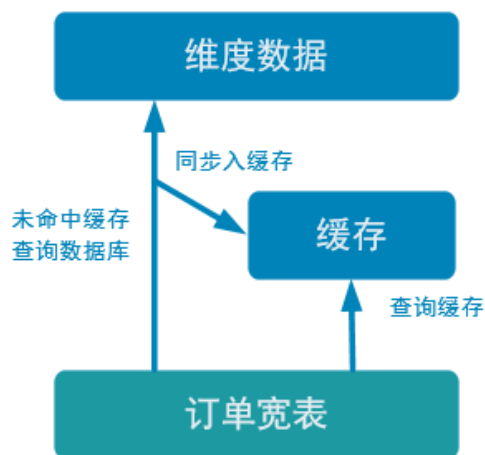 维度数据
同步入缓存
未命中缓存
查询数据库
缓存
查询缓存
订单宽表